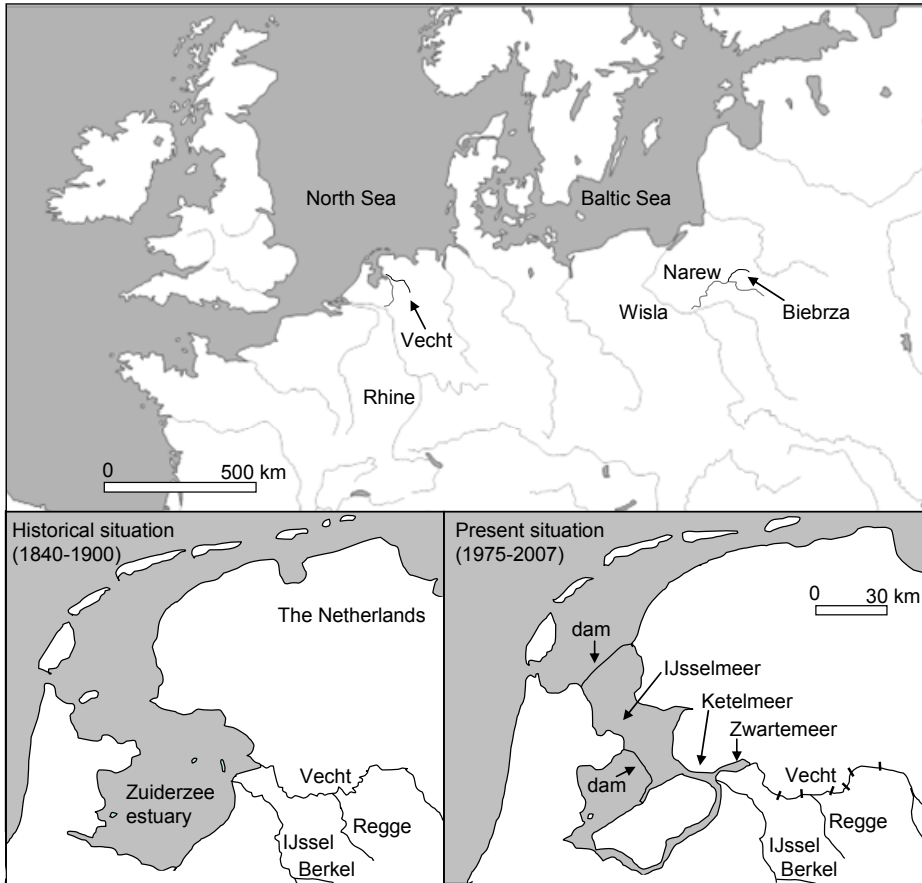 North Sea
Baltic Sea
Narew
Wisla
Biebrza
Vecht
Rhine
0 500 km
Historical situation
(1840-1900)
The Netherlands
Zuiderzee
estuary
Vecht
Regge
IJssel
Berkel
Present situation
(1975-2007)
0 30 km
dam
IJsselmeer
Ketelmeer
Zwartemeer
dam
Vecht
Regge
IJssel
Berkel